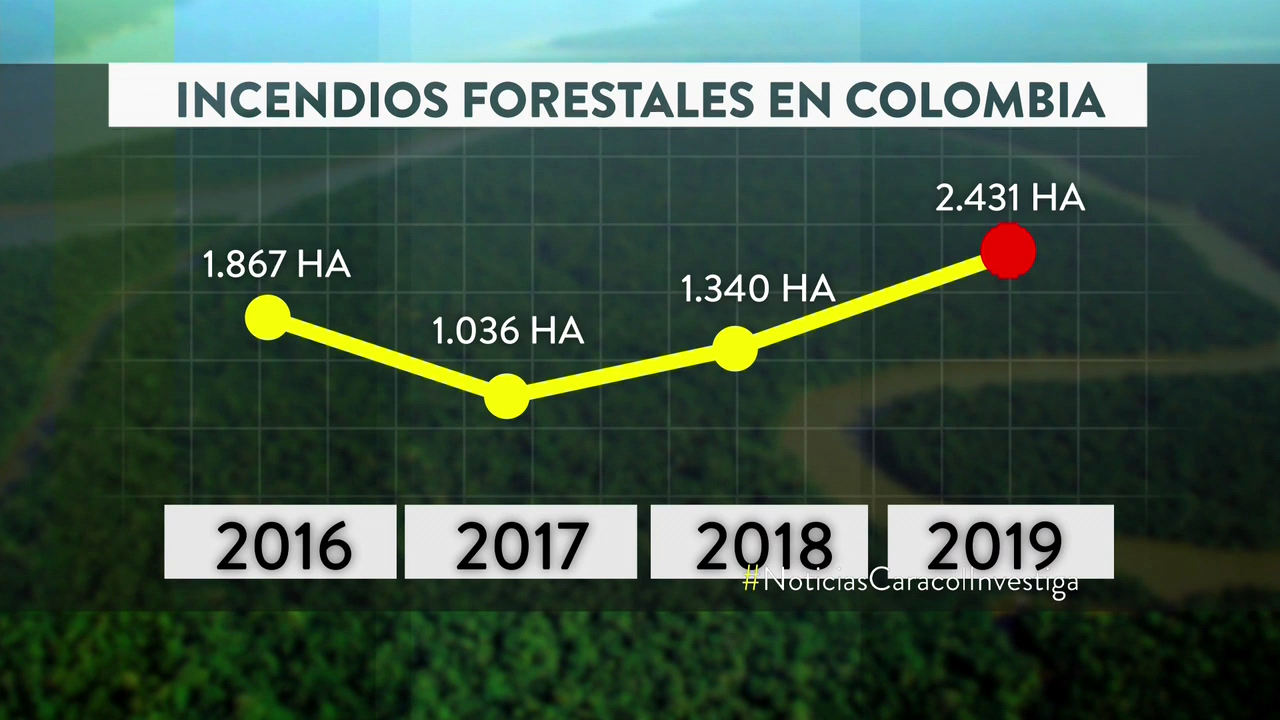 INCENDIOS FORESTALES EN COLOMBIA
2.431 HA
1.867 HA
1.340 HA
1.036 HA
2016 2017 2018 2019
#NoticiasCaracolInvestiga